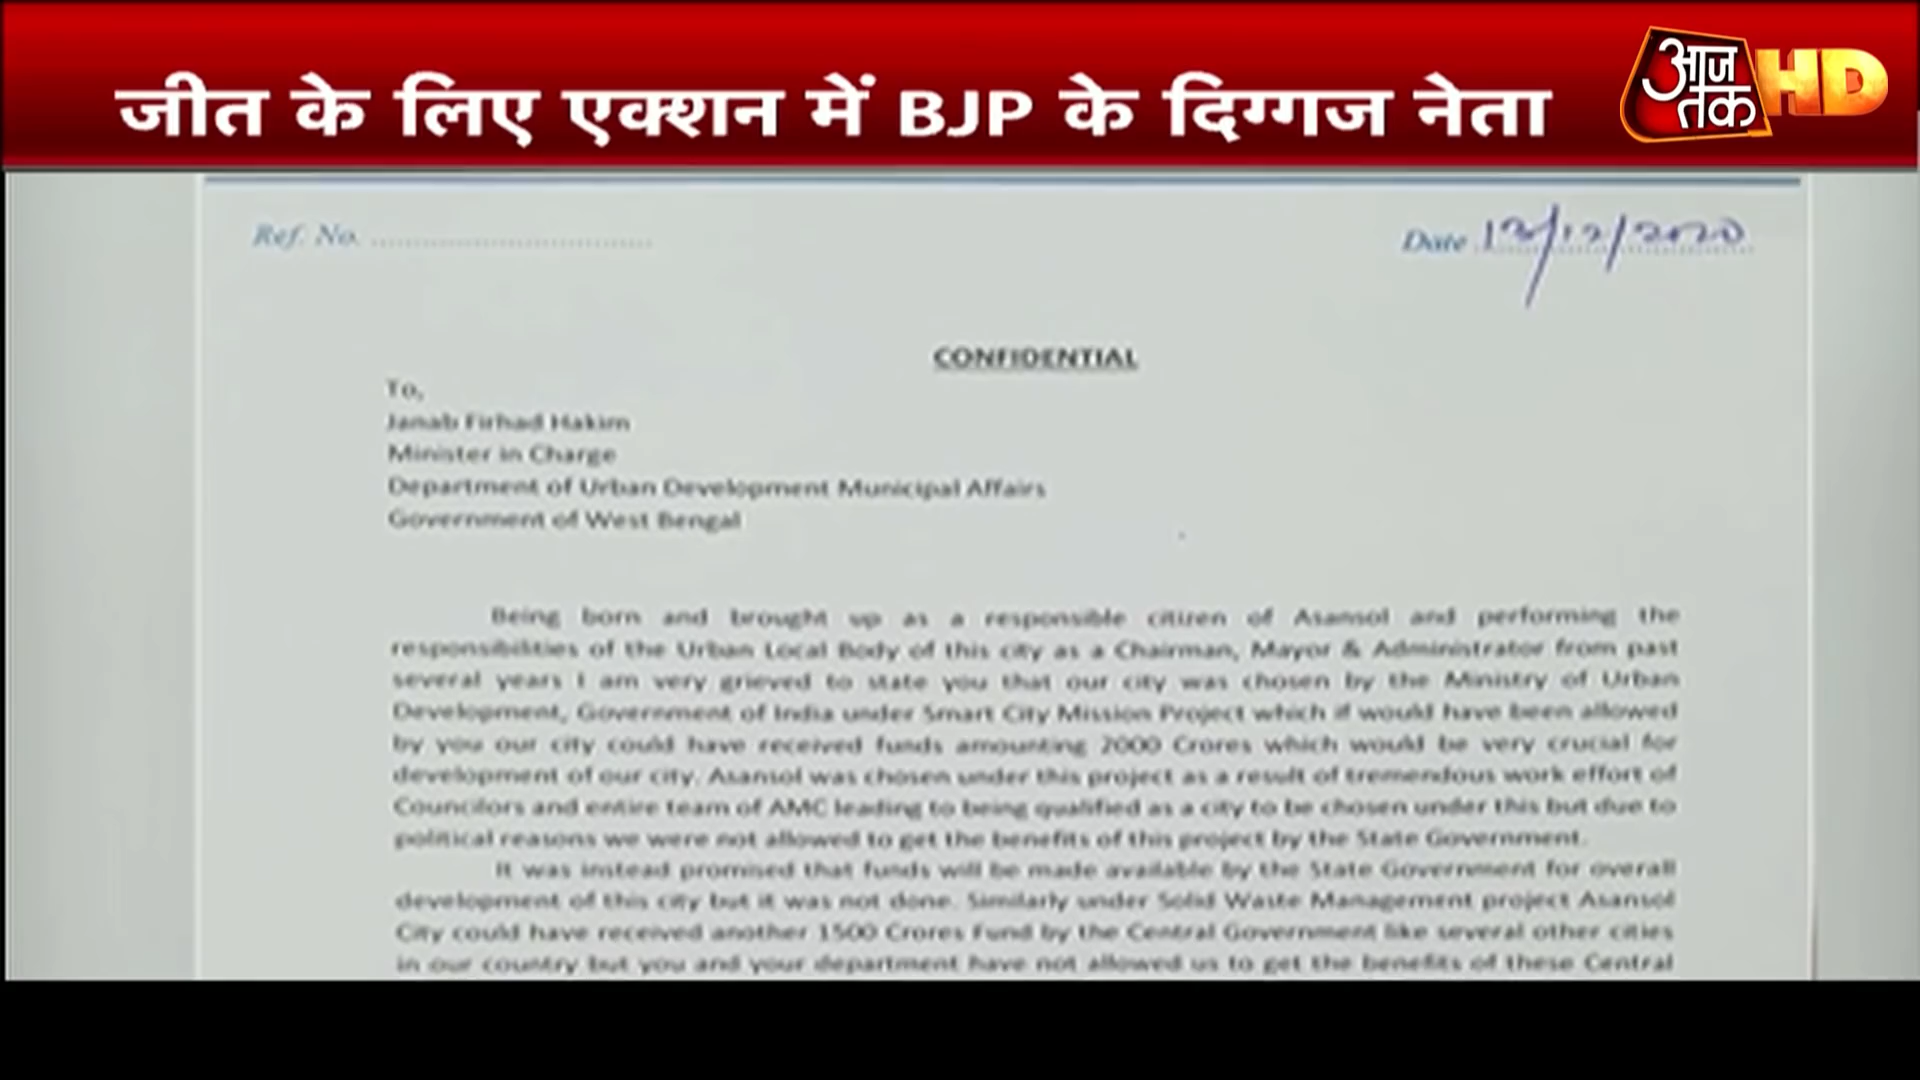 जीत के लिए एक्शन में BJP के दिग्गज नेता
आज तक HD
Ref. No.
Date 13/12/2020
CONFIDENTIAL
To,
Janab Firhad Hakim
Minister in Charge
Department of Urban Development Municipal Affairs
Government of West Bengal
Being born and brought up as a responsible citizen of Asansol and performing the
responsibilities of the Urban Local Body of this city as a Chairman, Mayor & Administrator from past
several years I am very grieved to state you that our city was chosen by the Ministry of Urban
Development, Government of India under Smart City Mission Project which if would have been allowed
by you our city could have received funds amounting 2000 Crores which would be very crucial for
development of our city. Asansol was chosen under this project as a result of tremendous work effort of
Councilors and entire team of AMC leading to being qualified as a city to be chosen under this but due to
political reasons we were not allowed to get the benefits of this project by the State Government.
It was instead promised that funds will be made available by the State Government for overall
development of this city but it was not done. Similarly under Solid Waste Management project Asansol
City could have received another 1500 Crores Fund by the Central Government like several other cities
in our country but you and your department have not allowed us to get the benefits of these Central